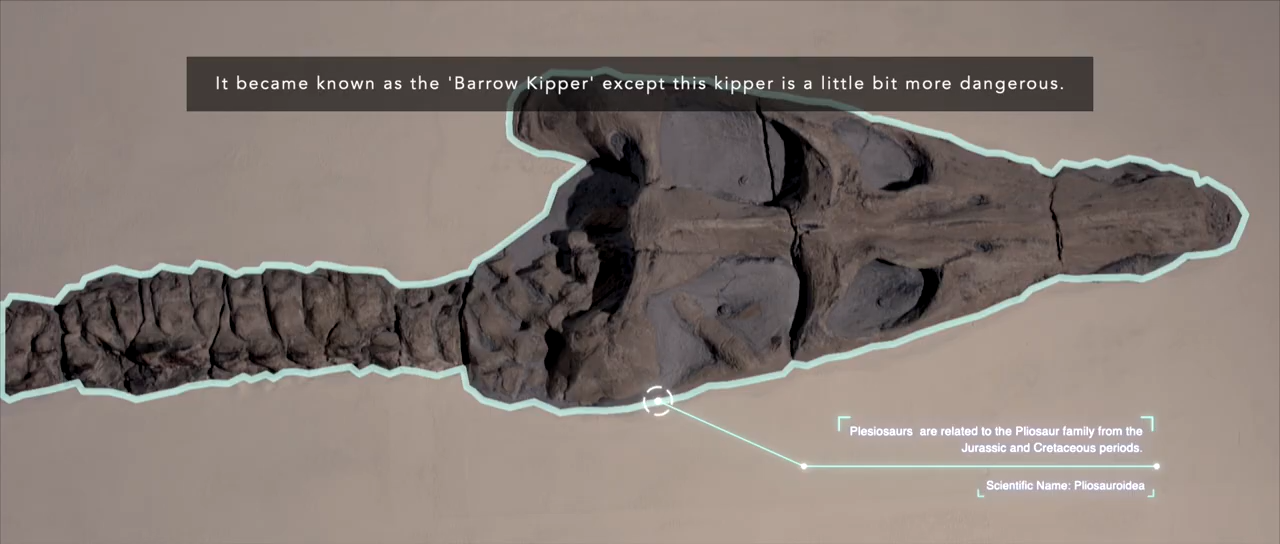 It became known as the 'Barrow Kipper' except this kipper is a little bit more dangerous.
Plesiosaurs  are related to the Pliosaur family from the
Jurassic and Cretaceous periods.
Scientific Name: Pliosauroidea